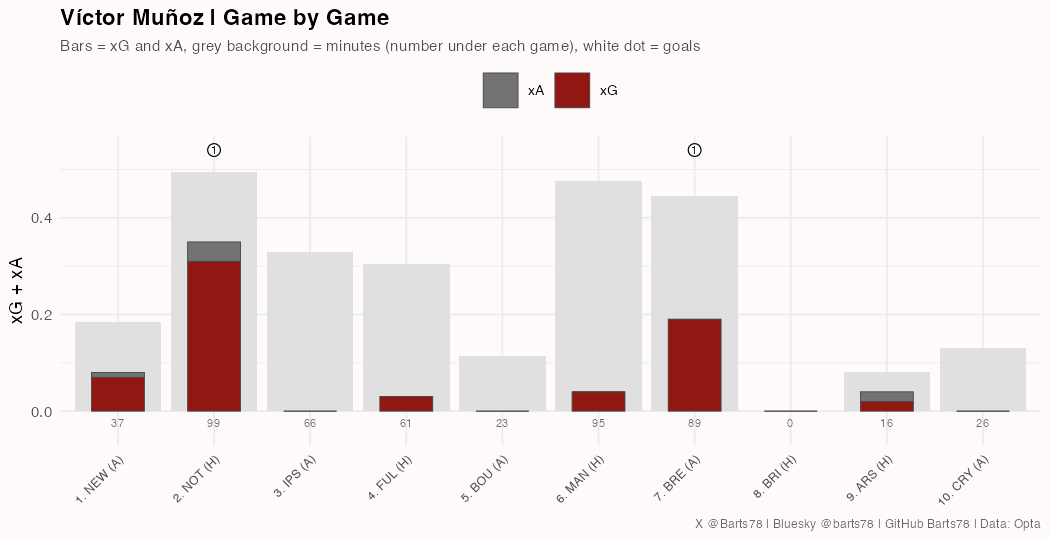 Víctor Muñoz | Game by Game
Bars = xG and xA, grey background = minutes (number under each game), white dot = goals
xA xG
1 1
xG + xA
0.4
0.2
0.0
37 99 66 61 23 95 89 0 16 26
1. NEW (A) 2. NOT (H) 3. IPS (A) 4. FUL (H) 5. BOU (A) 6. MAN (H) 7. BRE (A) 8. BRI (H) 9. ARS (H) 10. CRY (A)
X @Barts78 | Bluesky @barts78 | GitHub Barts78 | Data: Opta